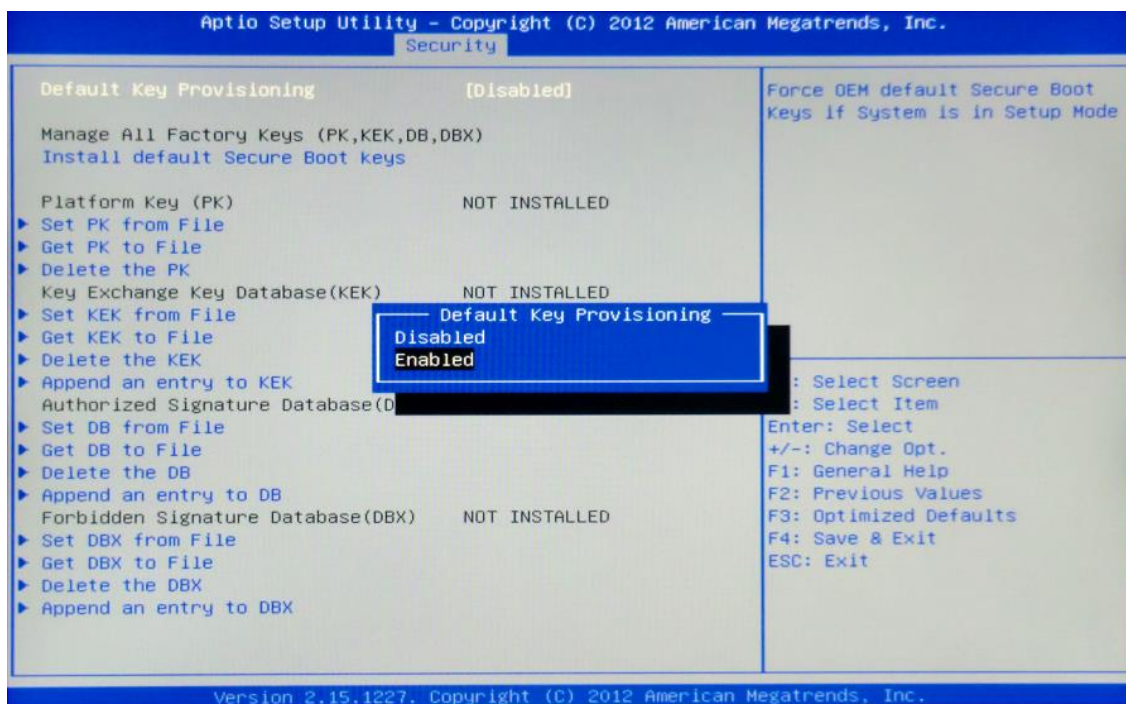 Aptio Setup Utility – Copyright (C) 2012 American Megatrends, Inc.
Security
Default Key Provisioning [Disabled]
Manage All Factory Keys (PK,KEK,DB,DBX)
Install default Secure Boot keys
Platform Key (PK) NOT INSTALLED
Set PK from File
Get PK to File
Delete the PK
Key Exchange Key Database(KEK) NOT INSTALLED
Set KEK from File
Get KEK to File
Delete the KEK
Append an entry to KEK
Authorized Signature Database(D
Set DB from File
Get DB to File
Delete the DB
Append an entry to DB
Forbidden Signature Database(DBX) NOT INSTALLED
Set DBX from File
Get DBX to File
Delete the DBX
Append an entry to DBX
Default Key Provisioning
Disabled
Enabled
Force OEM default Secure Boot
Keys if System is in Setup Mode
: Select Screen
: Select Item
Enter: Select
+/-: Change Opt.
F1: General Help
F2: Previous Values
F3: Optimized Defaults
F4: Save & Exit
ESC: Exit
Version 2.15.1227. Copyright (C) 2012 American Megatrends, Inc.